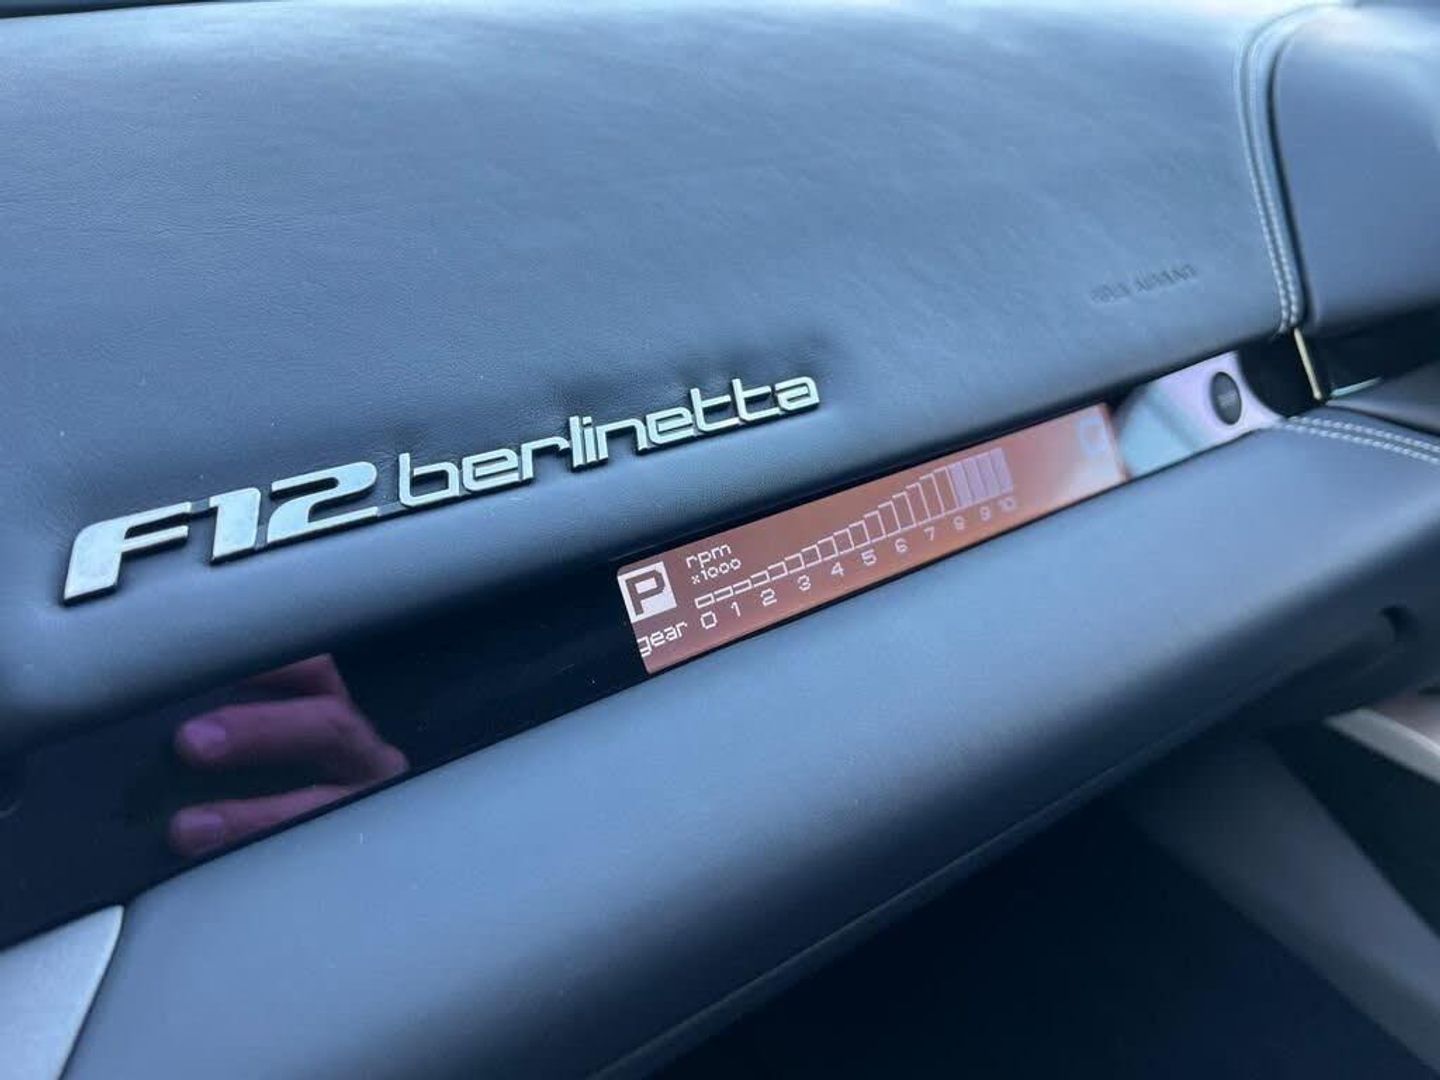 F12berlinetta
P
rpm
x1000
gear
0 1 2 3 4 5 6 7 8 9 10